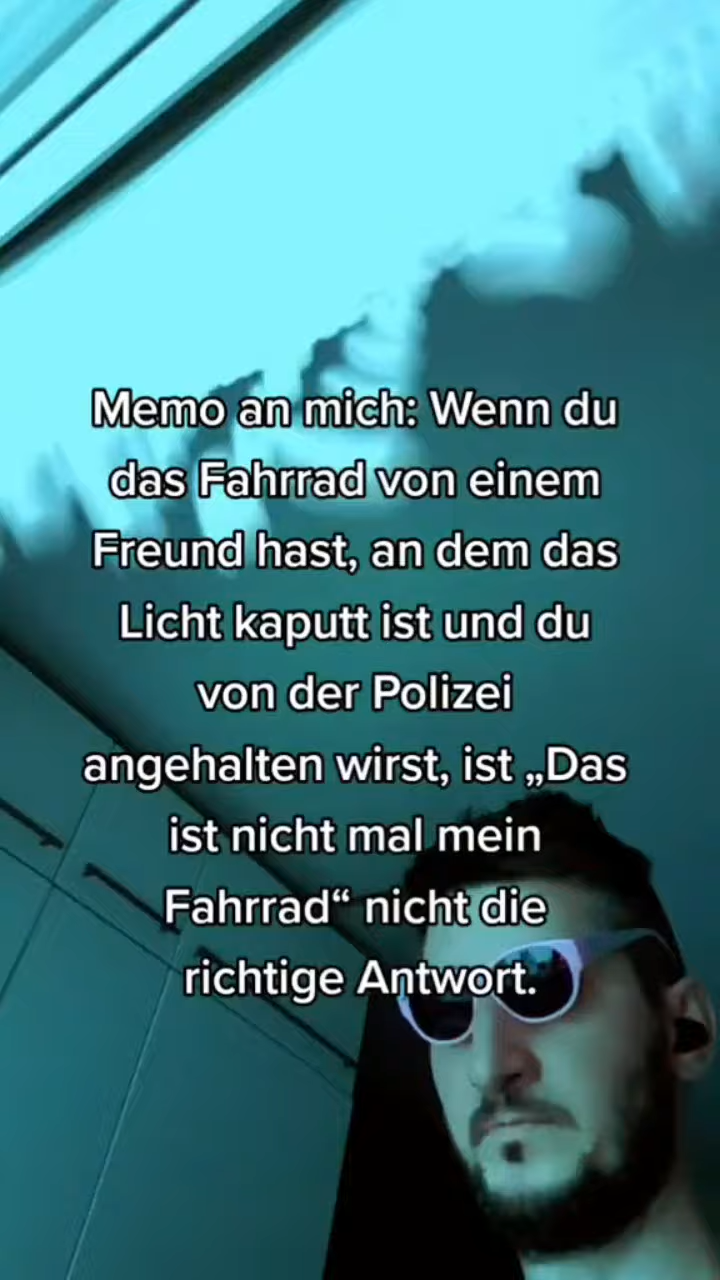 Memo an mich: Wenn du
das Fahrrad von einem
Freund hast, an dem das
Licht kaputt ist und du
von der Polizei
angehalten wirst, ist „Das
ist nicht mal mein
Fahrrad“ nicht die
richtige Antwort.